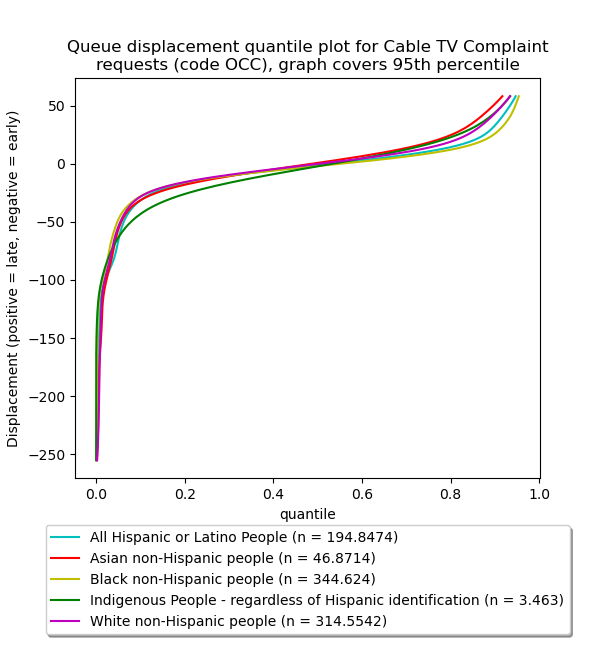 Queue displacement quantile plot for Cable TV Complaint
requests (code OCC), graph covers 95th percentile
Displacement (positive = late, negative = early)
50
0
−50
−100
−150
−200
−250
0.0 0.2 0.4 0.6 0.8 1.0
quantile
All Hispanic or Latino People (n = 194.8474)
Asian non-Hispanic people (n = 46.8714)
Black non-Hispanic people (n = 344.624)
Indigenous People - regardless of Hispanic identification (n = 3.463)
White non-Hispanic people (n = 314.5542)